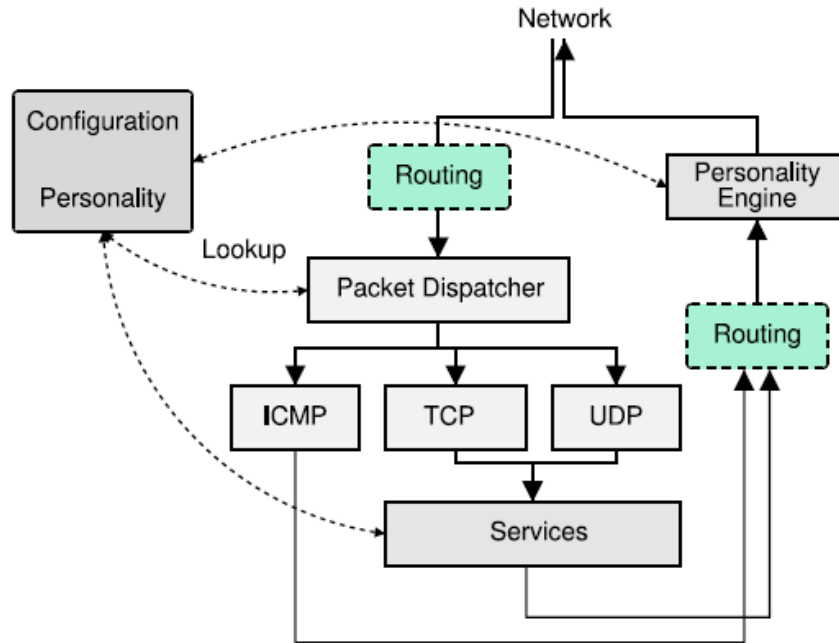 Network
Configuration
Personality
Routing
Personality
Engine
Lookup
Packet Dispatcher
Routing
ICMP
TCP
UDP
Services